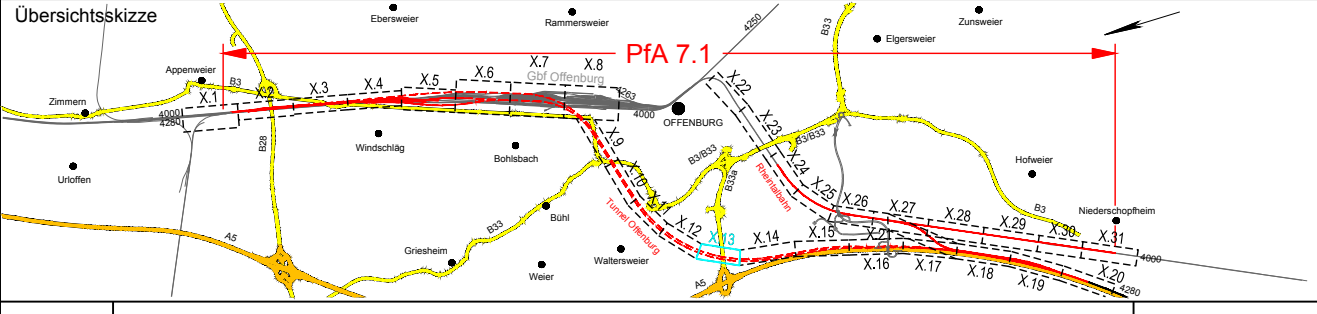 Übersichtsskizze
Ebersweier
Rammersweier
4250
B33
Zunsweier
Elgersweier
PfA 7.1
Appenweier
B3
X.1
X.2
X.3
X.4
X.5
X.6
X.7
X.8
Gbf Offenburg
4263
4000
OFFENBURG
Zimmern
4000
4280
B28
Windschläg
Bohlsbach
Urloffen
X.9
X.10
X.11
X.12
X.13
X.14
X.15
X.16
X.17
X.18
X.19
X.20
X.21
X.22
X.23
X.24
X.25
X.26
X.27
X.28
X.29
X.30
X.31
B3/B33
B3/B33
B33a
Rheintalbahn
Tunnel Offenburg
Hofweier
B3
Niederschopfheim
4000
4280
A5
Griesheim
B33
Bühl
Weier
Waltersweier
A5